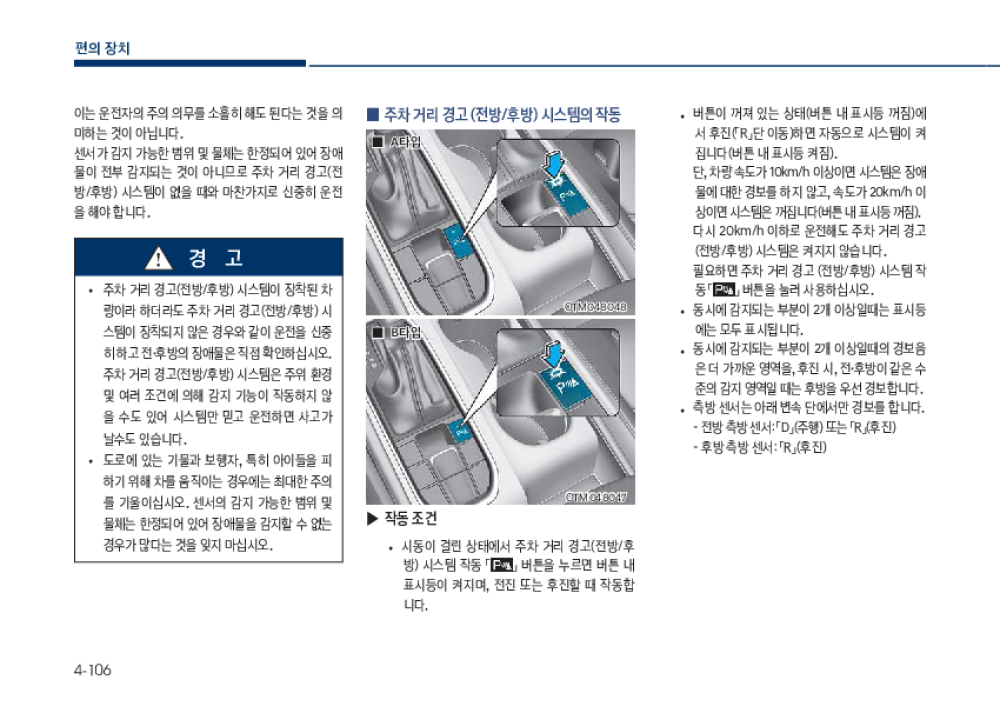 편의 장치
이는 운전자의 주의 의무를 소홀히 해도 된다는 것을 의
미하는 것이 아닙니다.
센서가 감지 가능한 범위 및 물체는 한정되어 있어 장애
물이 전부 감지되는 것이 아니므로 주차 거리 경고(전
방/후방) 시스템이 없을 때와 마찬가지로 신중히 운전
을 해야 합니다.
경 고
• 주차 거리 경고(전방/후방) 시스템이 장착된 차
량이라 하더라도 주차 거리 경고(전방/후방) 시
스템이 장착되지 않은 경우와 같이 운전을 신중
히하고 전·후방의 장애물은 직접 확인하십시오.
주차 거리 경고(전방/후방) 시스템은 주위 환경
및 여러 조건에 의해 감지 기능이 작동하지 않
을 수도 있어 시스템만 믿고 운전하면 사고가
날수도 있습니다.
• 도로에 있는 기물과 보행자, 특히 아이들을 피
하기 위해 차를 움직이는 경우에는 최대한 주의
를 기울이십시오. 센서의 감지 가능한 범위 및
물체는 한정되어 있어 장애물을 감지할 수 없는
경우가 많다는 것을 잊지 마십시오.
■ 주차 거리 경고 (전방/후방) 시스템의 작동
■ A타입
OTM048048
■ B타입
OTM048047
▶ 작동 조건
• 시동이 걸린 상태에서 주차 거리 경고(전방/후
방) 시스템 작동 「P」 버튼을 누르면 버튼 내
표시등이 켜지며, 전진 또는 후진할 때 작동합
니다.
• 버튼이 꺼져 있는 상태(버튼 내 표시등 꺼짐)에
서 후진(「R」단 이동)하면 자동으로 시스템이 켜
집니다(버튼 내 표시등 켜짐).
단, 차량 속도가 10km/h 이상이면 시스템은 장애
물에 대한 경보를 하지 않고, 속도가 20km/h 이
상이면 시스템은 꺼집니다(버튼 내 표시등 꺼짐).
다시 20km/h 이하로 운전해도 주차 거리 경고
(전방/후방) 시스템은 켜지지 않습니다.
필요하면 주차 거리 경고 (전방/후방) 시스템 작
동「P」 버튼을 눌러 사용하십시오.
• 동시에 감지되는 부분이 2개 이상일때는 표시등
에는 모두 표시됩니다.
• 동시에 감지되는 부분이 2개 이상일때의 경보음
은 더 가까운 영역을, 후진 시, 전·후방이 같은 수
준의 감지 영역일 때는 후방을 우선 경보합니다.
• 측방 센서는 아래 변속 단에서만 경보를 합니다.
- 전방 측방 센서:「D」(주행) 또는 「R」(후진)
- 후방 측방 센서: 「R」(후진)
4-106